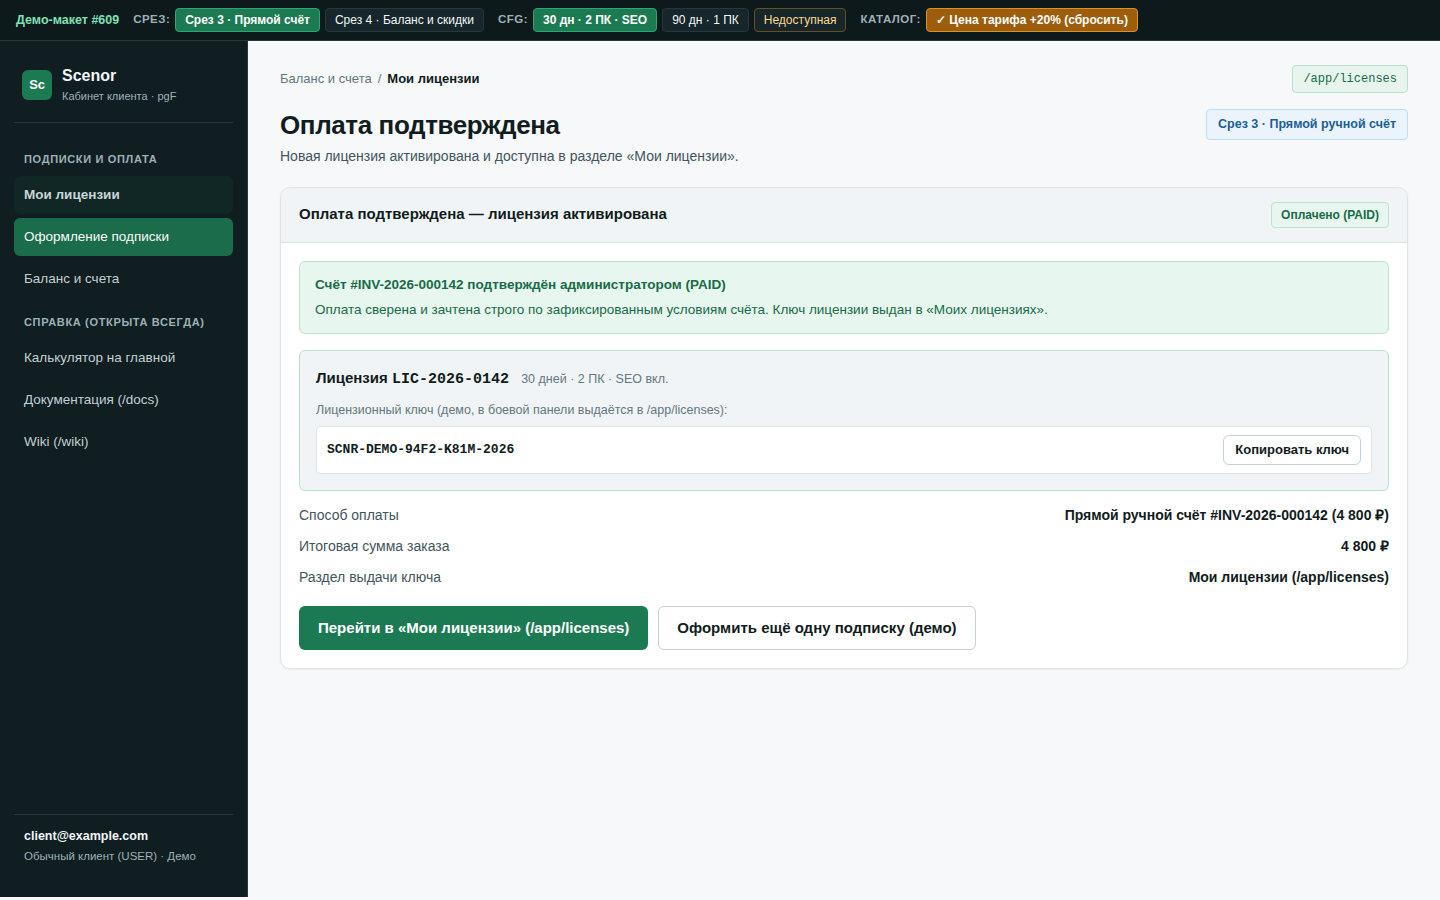 Демо-макет #609 СРЕЗ: Срез 3 · Прямой счёт Срез 4 · Баланс и скидки CFG: 30 дн · 2 ПК · SEO 90 дн · 1 ПК Недоступная КАТАЛОГ: ✓ Цена тарифа +20% (сбросить)
Sc
Scenor
Кабинет клиента · pgF
ПОДПИСКИ И ОПЛАТА
Мои лицензии
Оформление подписки
Баланс и счета
СПРАВКА (ОТКРЫТА ВСЕГДА)
Калькулятор на главной
Документация (/docs)
Wiki (/wiki)
client@example.com
Обычный клиент (USER) · Демо
Баланс и счета / Мои лицензии
/app/licenses
Оплата подтверждена
Срез 3 · Прямой ручной счёт
Новая лицензия активирована и доступна в разделе «Мои лицензии».
Оплата подтверждена — лицензия активирована
Оплачено (PAID)
Счёт #INV-2026-000142 подтверждён администратором (PAID)
Оплата сверена и зачтена строго по зафиксированным условиям счёта. Ключ лицензии выдан в «Моих лицензиях».
Лицензия LIC-2026-0142 30 дней · 2 ПК · SEO вкл.
Лицензионный ключ (демо, в боевой панели выдаётся в /app/licenses):
SCNR-DEMO-94F2-K81M-2026
Копировать ключ
Способ оплаты Прямой ручной счёт #INV-2026-000142 (4 800 ₽)
Итоговая сумма заказа 4 800 ₽
Раздел выдачи ключа Мои лицензии (/app/licenses)
Перейти в «Мои лицензии» (/app/licenses) Оформить ещё одну подписку (демо)